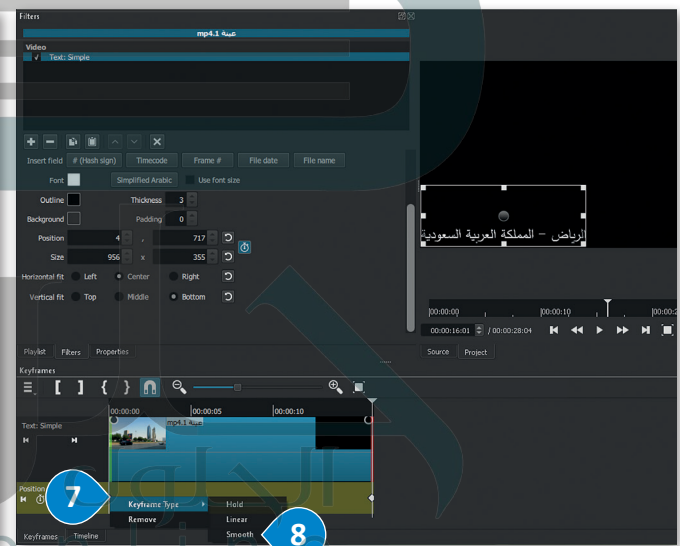 Filters
عينة 1.mp4
Video
√ Text: Simple
Insert field # (Hash sign) Timecode Frame # File date File name
Font Simplified Arabic Use font size
Outline Thickness 3
Background Padding 0
Position 4 , 717
Size 956 x 355
Horizontal fit Left Center Right
Vertical fit Top Middle Bottom
الرياض – المملكة العربية السعودية
00:00:00 00:00:10 00:00:2
00:00:16:01 / 00:00:28:04
Playlist Filters Properties
Source Project
Keyframes
00:00:00 00:00:05 00:00:10
Text: Simple
عينة 1.mp4
Position
7
Keyframe Type Hold
Remove Linear
Smooth
8
Keyframes Timeline